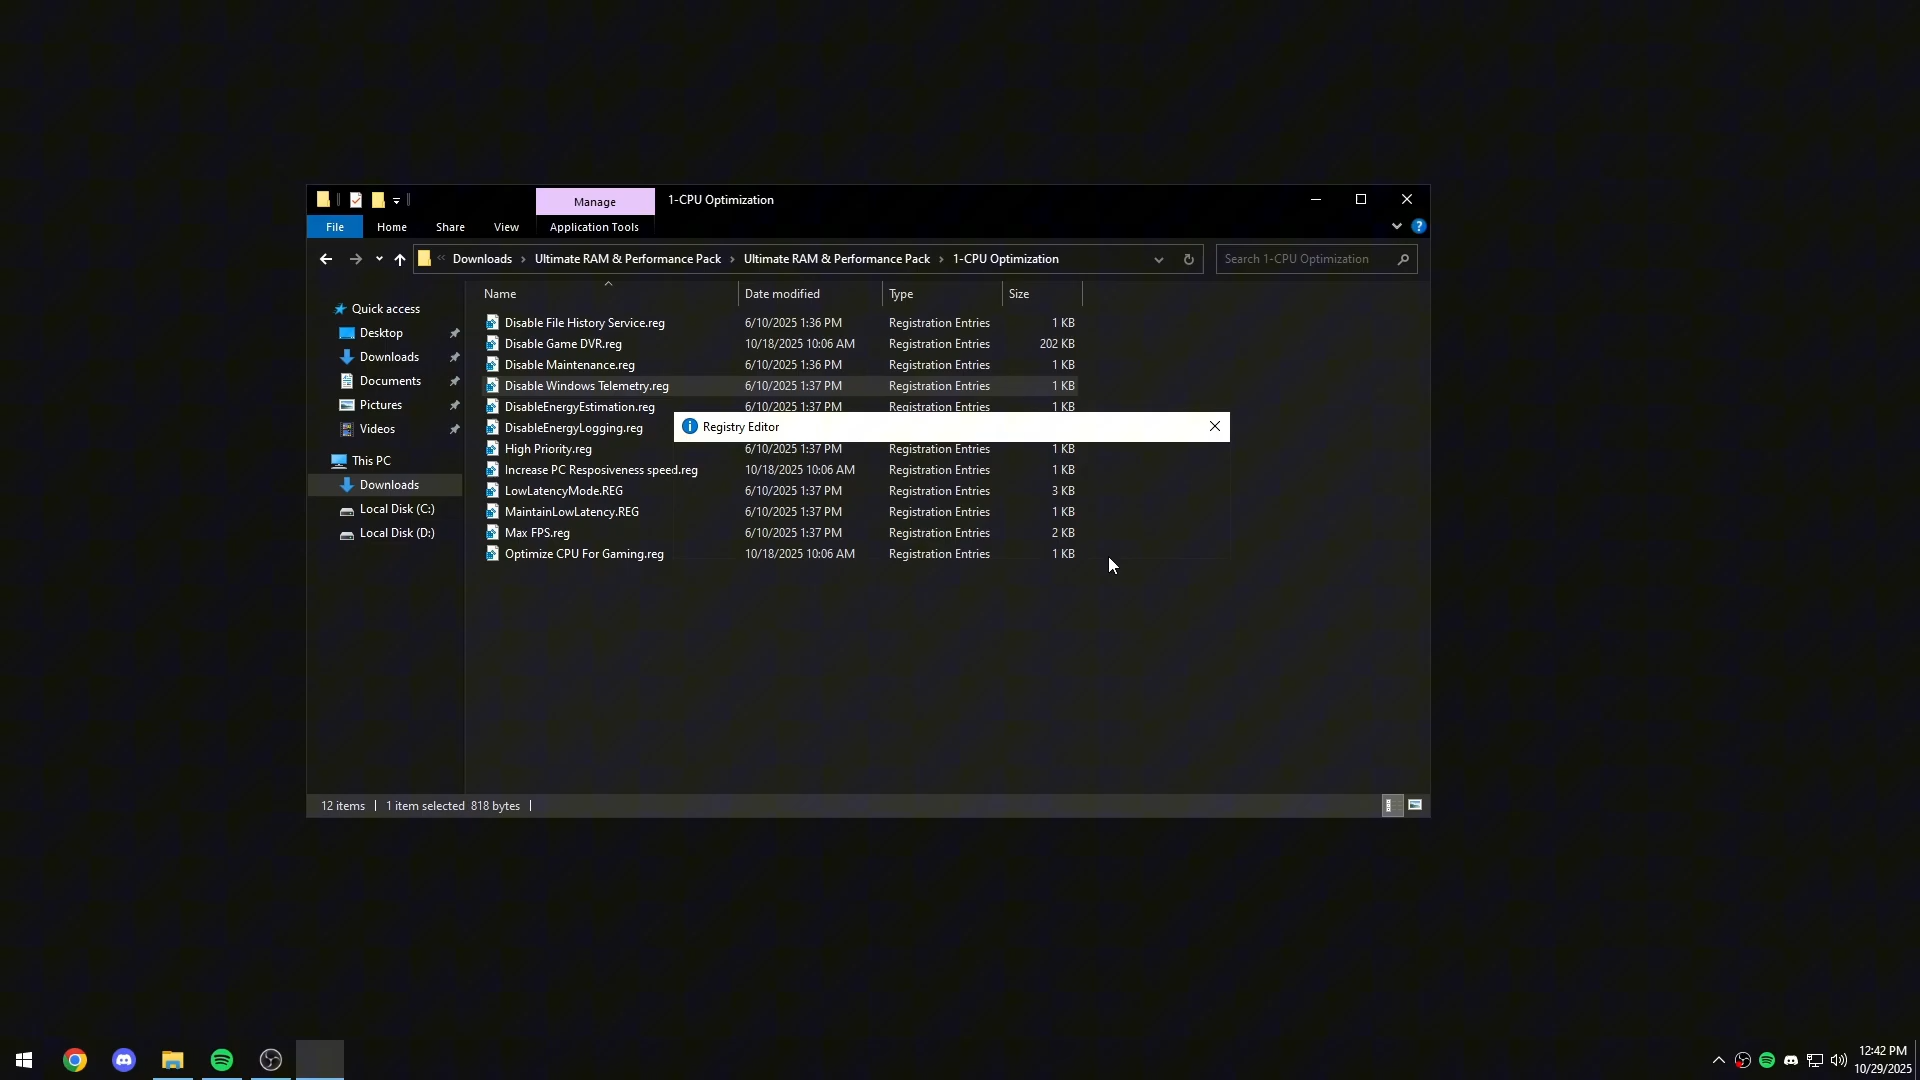 Manage
1-CPU Optimization
File
Home
Share
View
Application Tools
Downloads
Ultimate RAM & Performance Pack
Ultimate RAM & Performance Pack
1-CPU Optimization
Search 1-CPU Optimization
Name
Date modified
Type
Size
Quick access
Desktop
Downloads
Documents
Pictures
Videos
This PC
Downloads
Local Disk (C:)
Local Disk (D:)
Disable File History Service.reg 6/10/2025 1:36 PM Registration Entries 1 KB
Disable Game DVR.reg 10/18/2025 10:06 AM Registration Entries 202 KB
Disable Maintenance.reg 6/10/2025 1:36 PM Registration Entries 1 KB
Disable Windows Telemetry.reg 6/10/2025 1:37 PM Registration Entries 1 KB
DisableEnergyEstimation.reg 6/10/2025 1:37 PM Registration Entries 1 KB
DisableEnergyLogging.reg
Registry Editor
High Priority.reg 6/10/2025 1:37 PM Registration Entries 1 KB
Increase PC Resposiveness speed.reg 10/18/2025 10:06 AM Registration Entries 1 KB
LowLatencyMode.REG 6/10/2025 1:37 PM Registration Entries 3 KB
MaintainLowLatency.REG 6/10/2025 1:37 PM Registration Entries 1 KB
Max FPS.reg 6/10/2025 1:37 PM Registration Entries 2 KB
Optimize CPU For Gaming.reg 10/18/2025 10:06 AM Registration Entries 1 KB
12 items
1 item selected 818 bytes
12:42 PM
10/29/2025